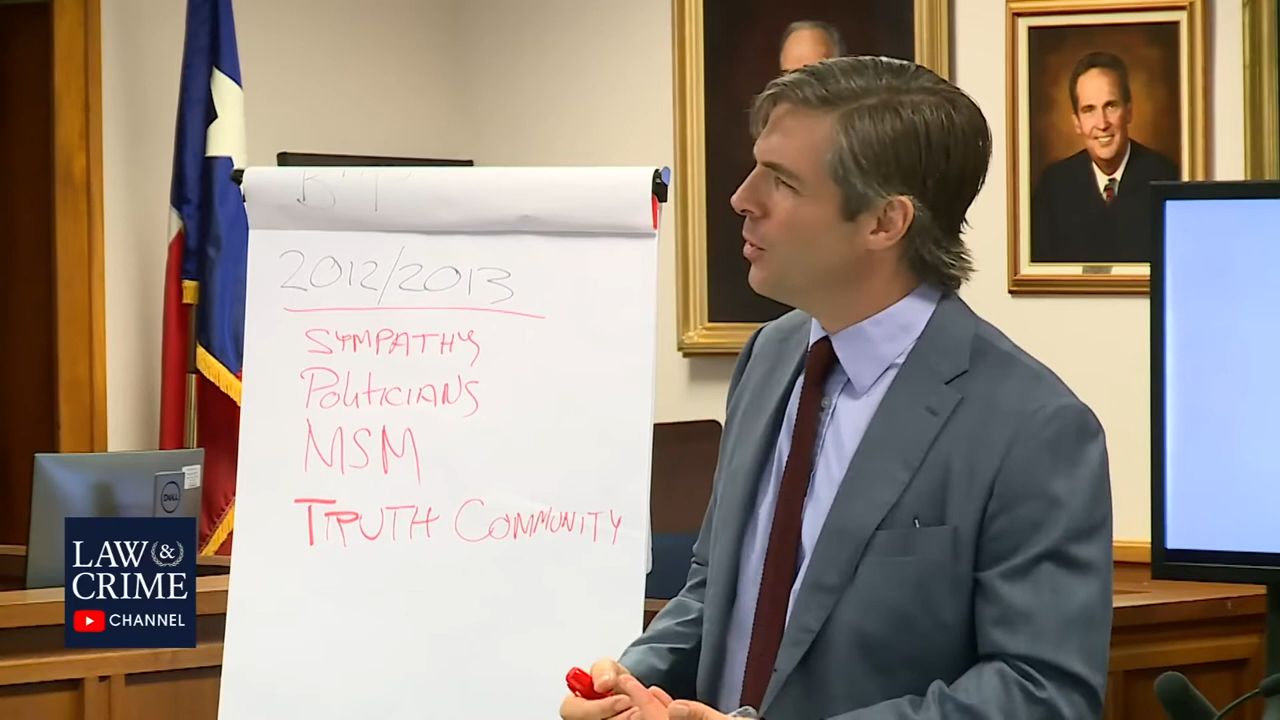 2012/2013
SYMPATHY
POLITICIANS
MSM
TRUTH COMMUNITY
DELL
LAW &
CRIME
CHANNEL